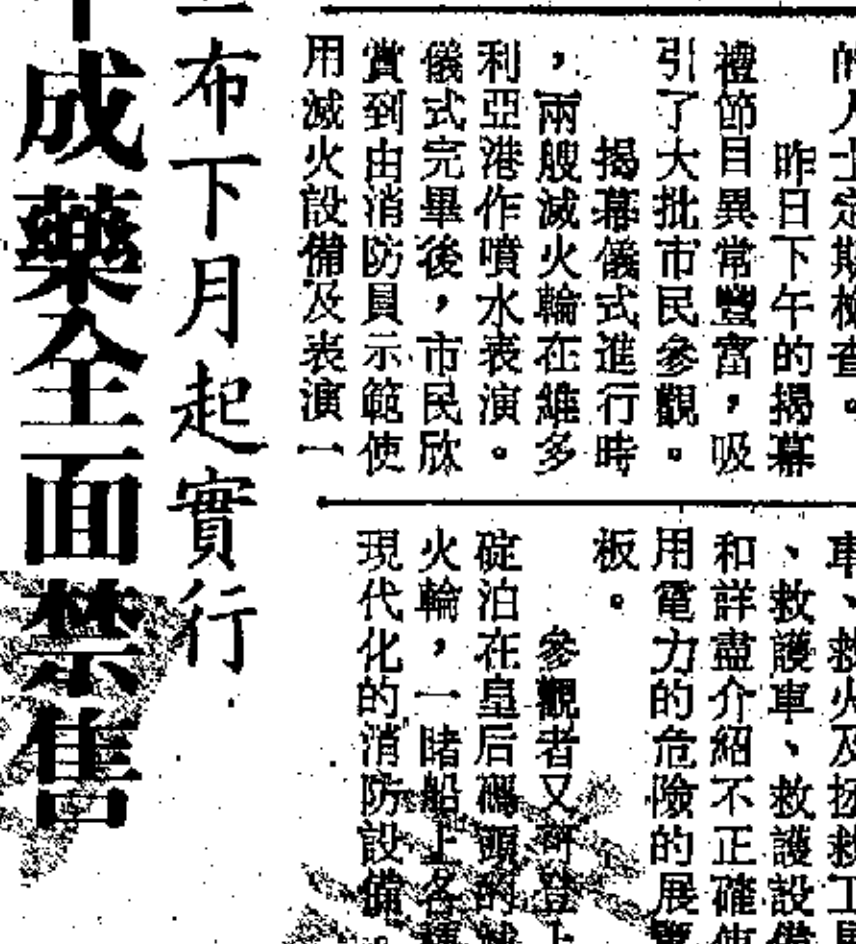 的人士定期檢查。
昨日下午的揭幕
禮節目異常豐富，吸
引了大批市民參觀。
揭幕儀式進行時
，兩艘滅火輪在維多
利亞港作噴水表演。
儀式完畢後，市民欣
賞到由消防員示範使
用滅火設備及表演一
車、救火及拯救工具
、救護車、救護設備
和詳盡介紹不正確使
用電力的危險的展覽
板。
參觀者又可登上
碇泊在皇后碼頭的滅
火輪，一睹船上各種
現代化的消防設備。
布下月起實行
成藥全面禁售